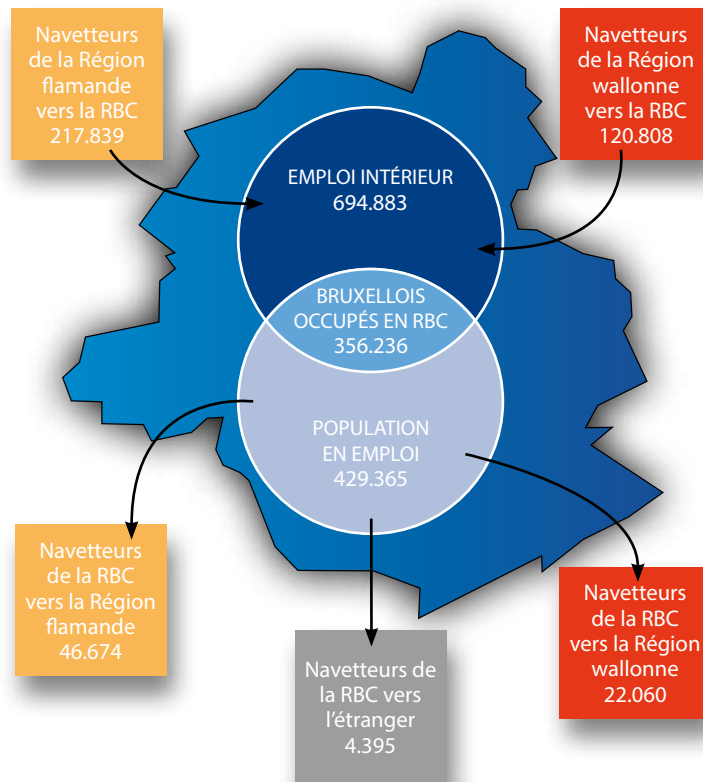 Navetteurs
de la Région
flamande
vers la RBC
217.839
Navetteurs
de la Région
wallonne
vers la RBC
120.808
EMPLOI INTÉRIEUR
694.883
BRUXELLOIS
OCCUPÉS EN RBC
356.236
POPULATION
EN EMPLOI
429.365
Navetteurs
de la RBC
vers la Région
flamande
46.674
Navetteurs de
la RBC vers
l'étranger
4.395
Navetteurs
de la RBC
vers la Région
wallonne
22.060